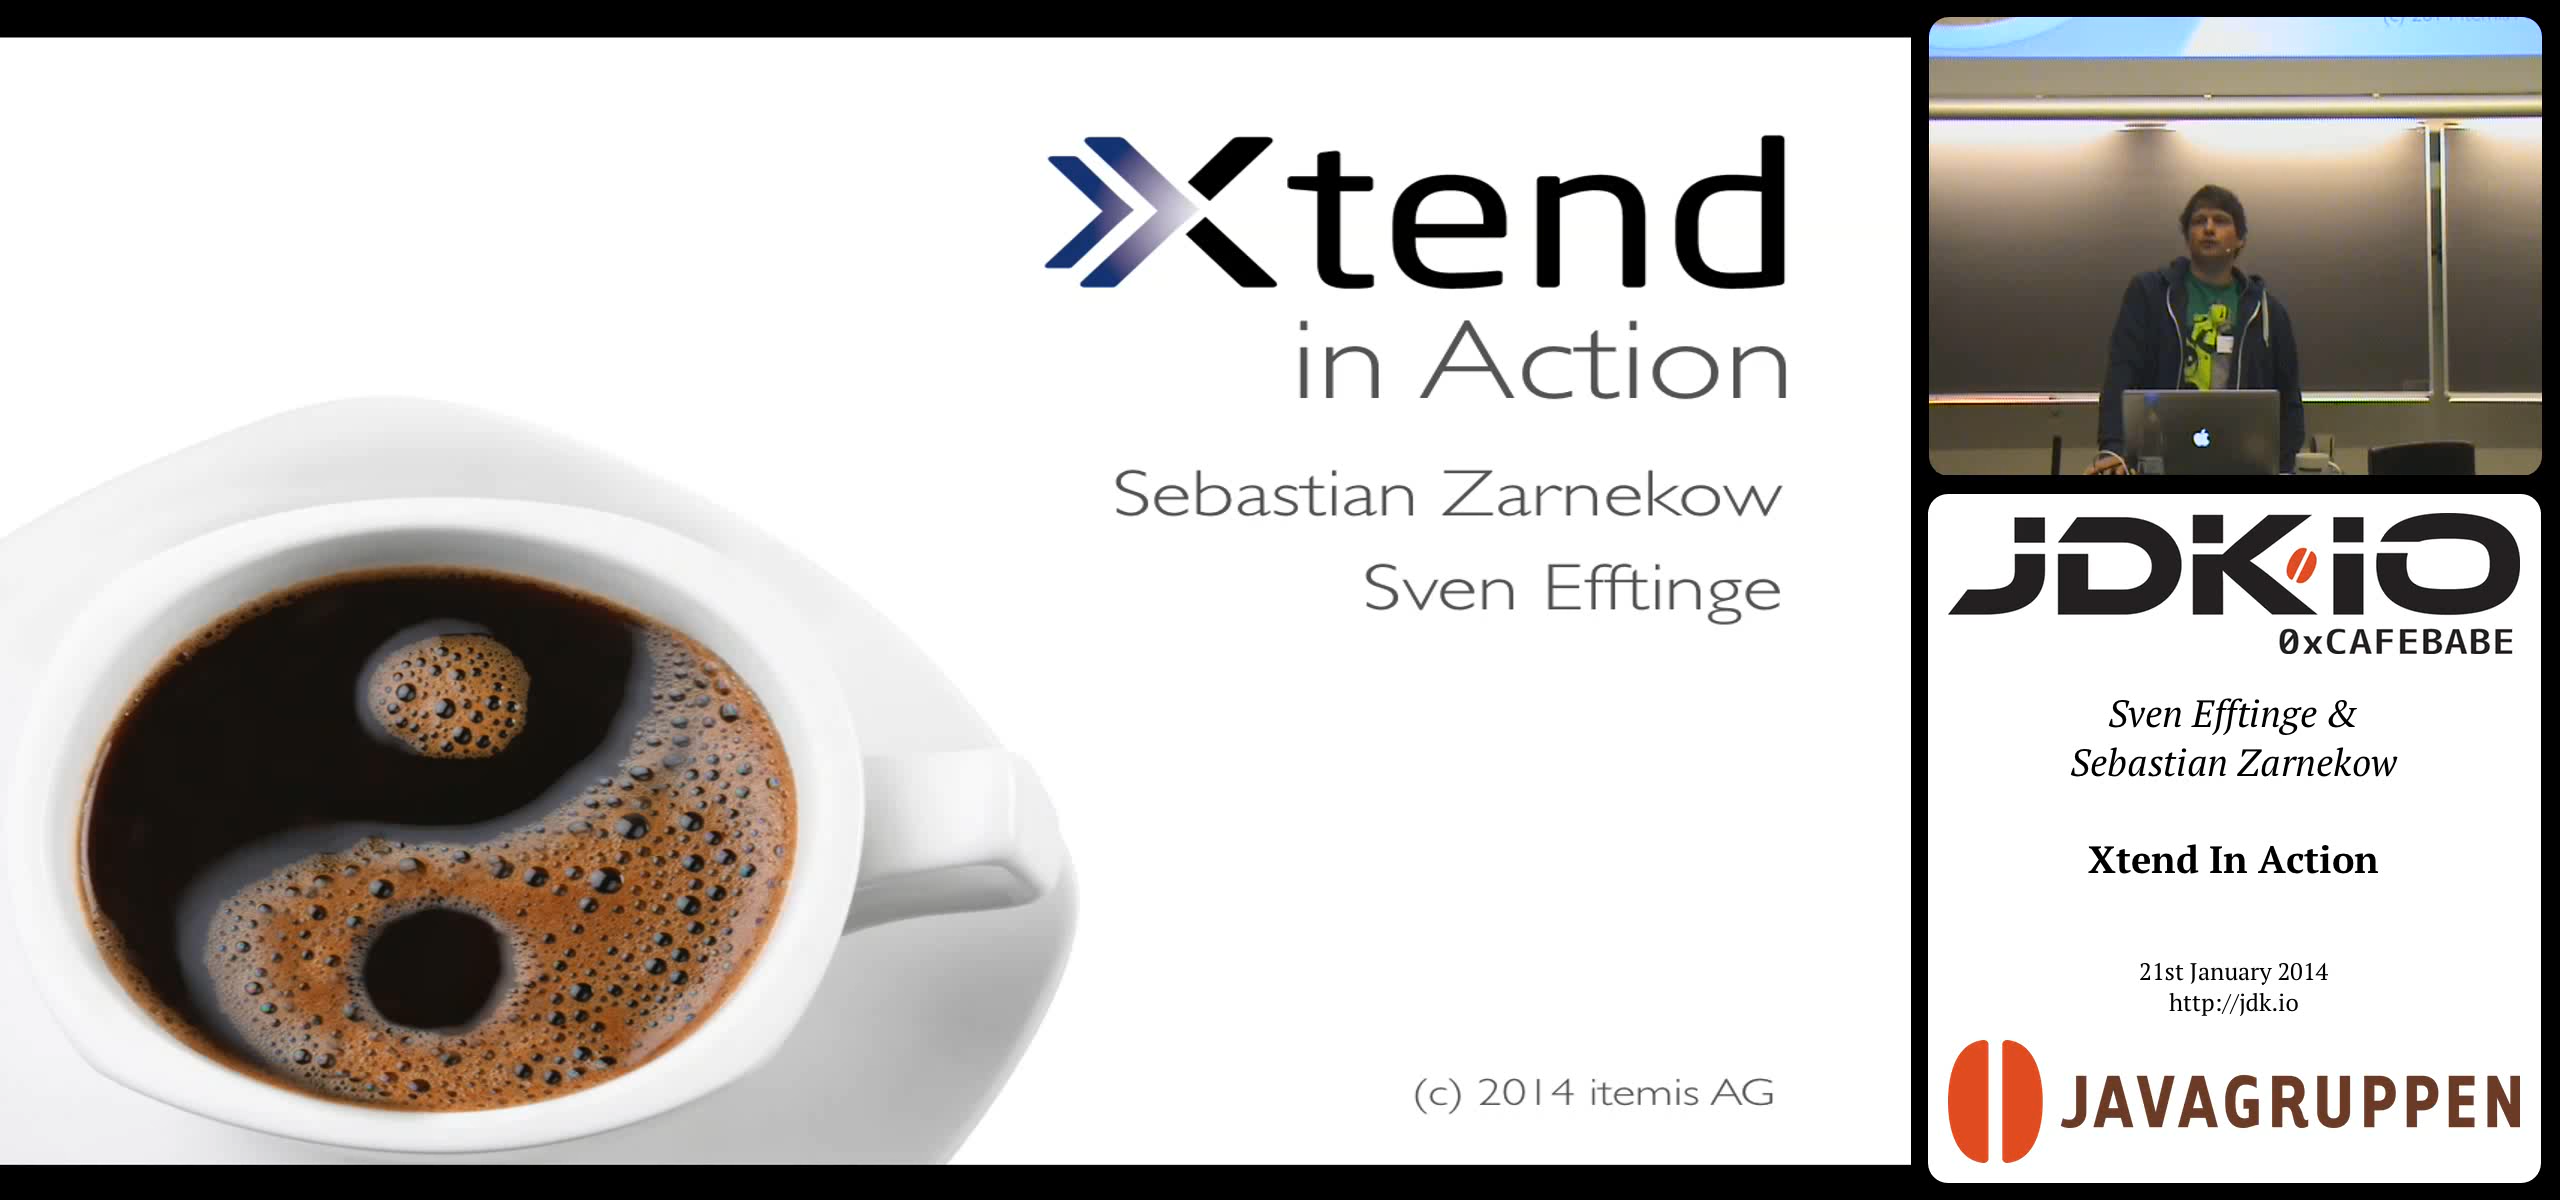 Xtend
in Action
Sebastian Zarnekow
Sven Efftinge
(c) 2014 itemis AG
JDK.IO
0xCAFEBABE
Sven Efftinge &
Sebastian Zarnekow
Xtend In Action
21st January 2014
http://jdk.io
JAVAGRUPPEN